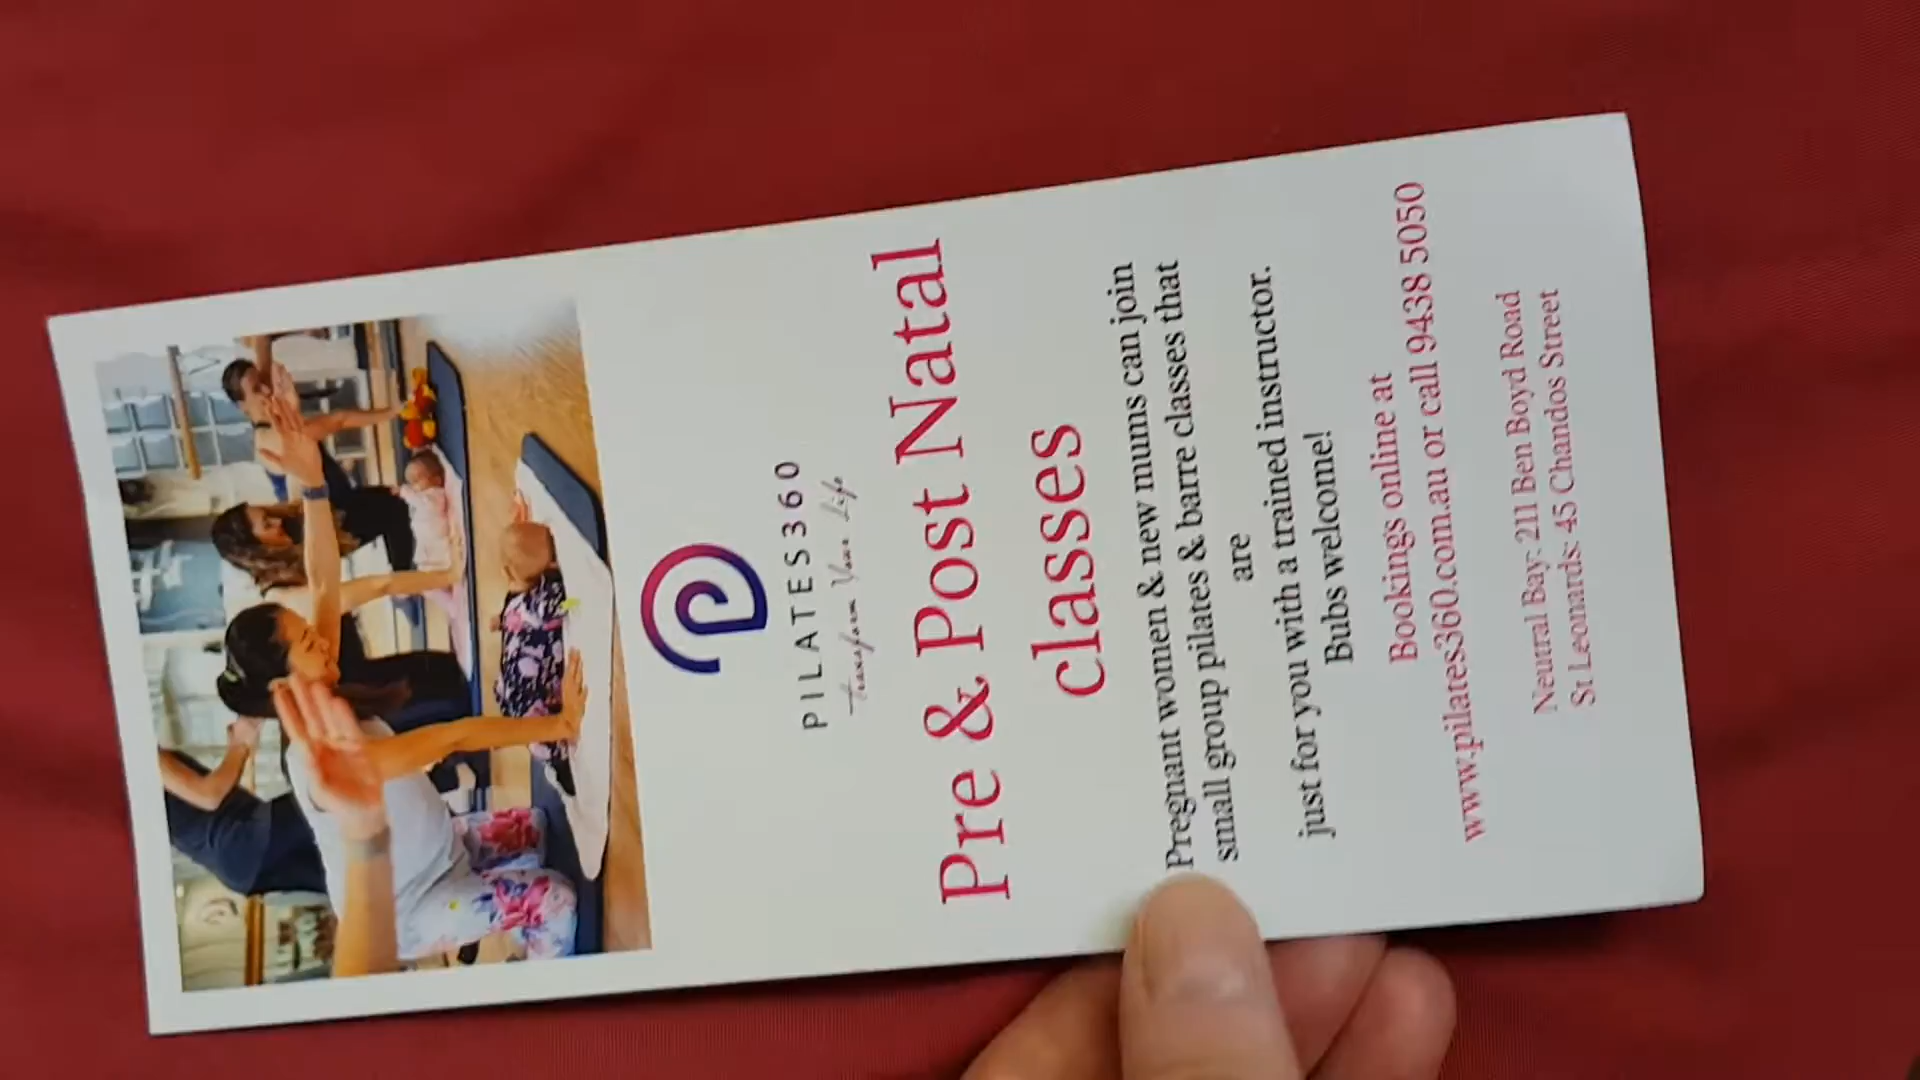 PILATES360
Transform Your Life
Pre & Post Natal
classes
Pregnant women & new mums can join
small group pilates & barre classes that
are
just for you with a trained instructor.
Bubs welcome!
Bookings online at
www.pilates360.com.au or call 9438 5050
Neutral Bay: 211 Ben Boyd Road
St Leonards: 45 Chandos Street